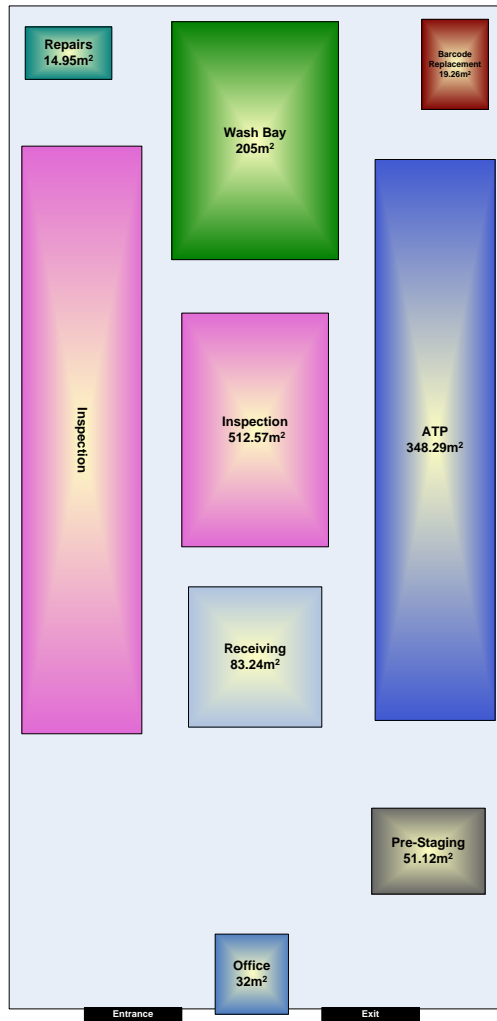 Repairs
14.95m²
Barcode
Replacement
19.26m²
Wash Bay
205m²
Inspection
Inspection
512.57m²
ATP
348.29m²
Receiving
83.24m²
Pre-Staging
51.12m²
Office
32m²
Entrance
Exit